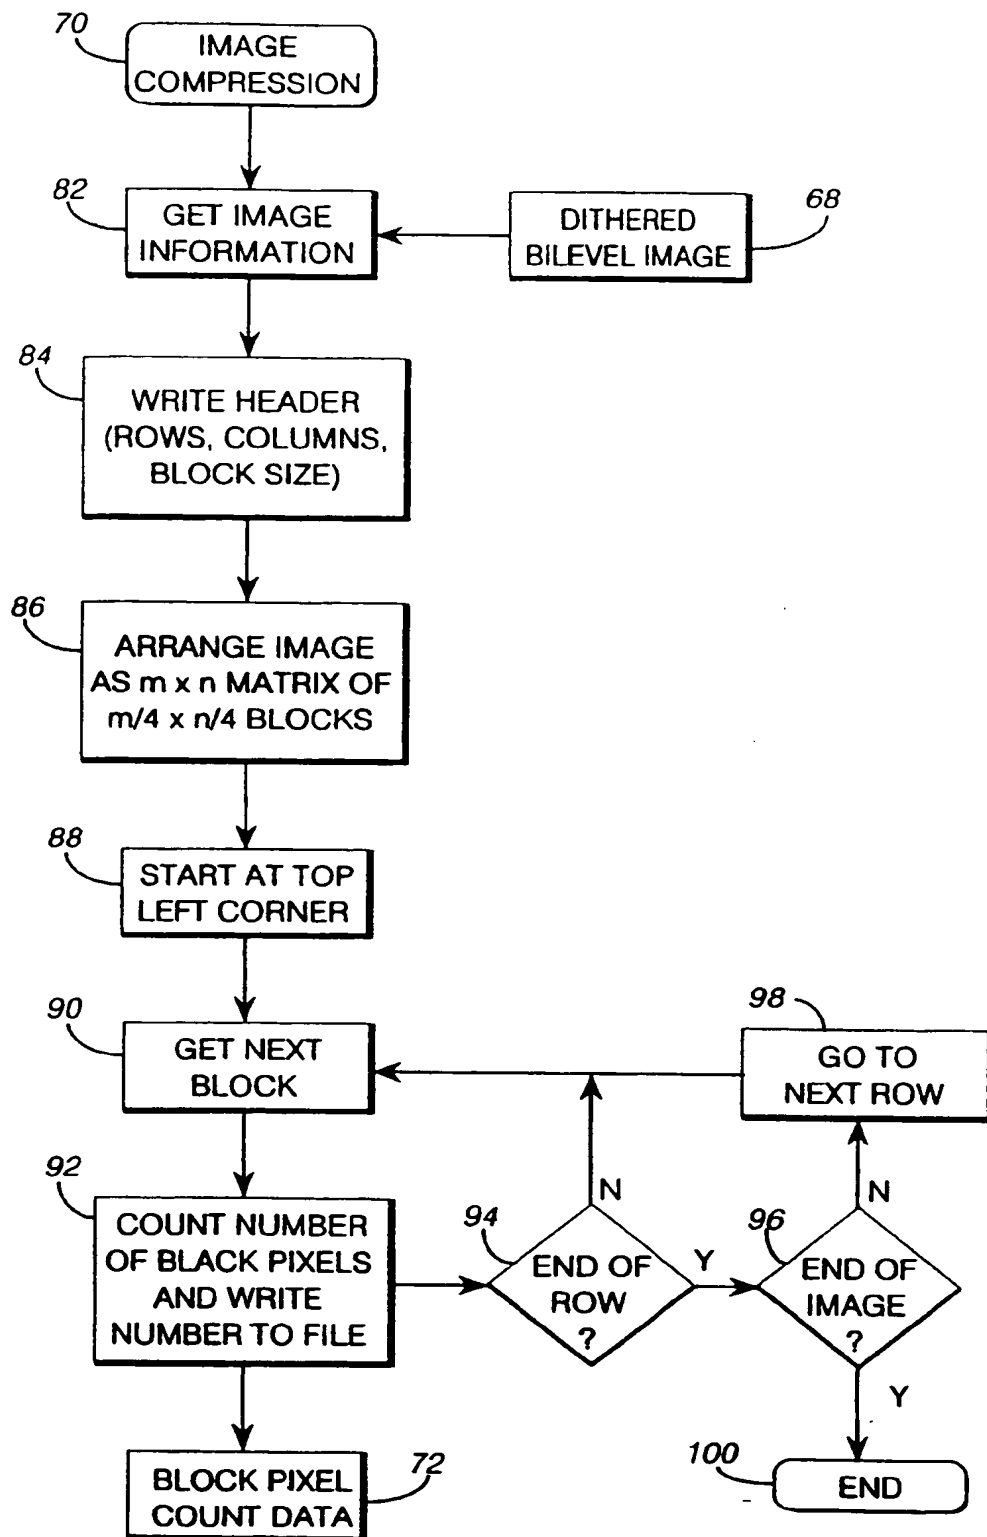 70
IMAGE
COMPRESSION
82
GET IMAGE
INFORMATION
DITHERED
BILEVEL IMAGE
68
84
WRITE HEADER
(ROWS, COLUMNS,
BLOCK SIZE)
86
ARRANGE IMAGE
AS m x n MATRIX OF
m/4 x n/4 BLOCKS
88
START AT TOP
LEFT CORNER
90
GET NEXT
BLOCK
98
GO TO
NEXT ROW
92
COUNT NUMBER
OF BLACK PIXELS
AND WRITE
NUMBER TO FILE
94
N
END OF
ROW
?
Y
96
N
END OF
IMAGE
?
Y
BLOCK PIXEL
COUNT DATA
72
100
END